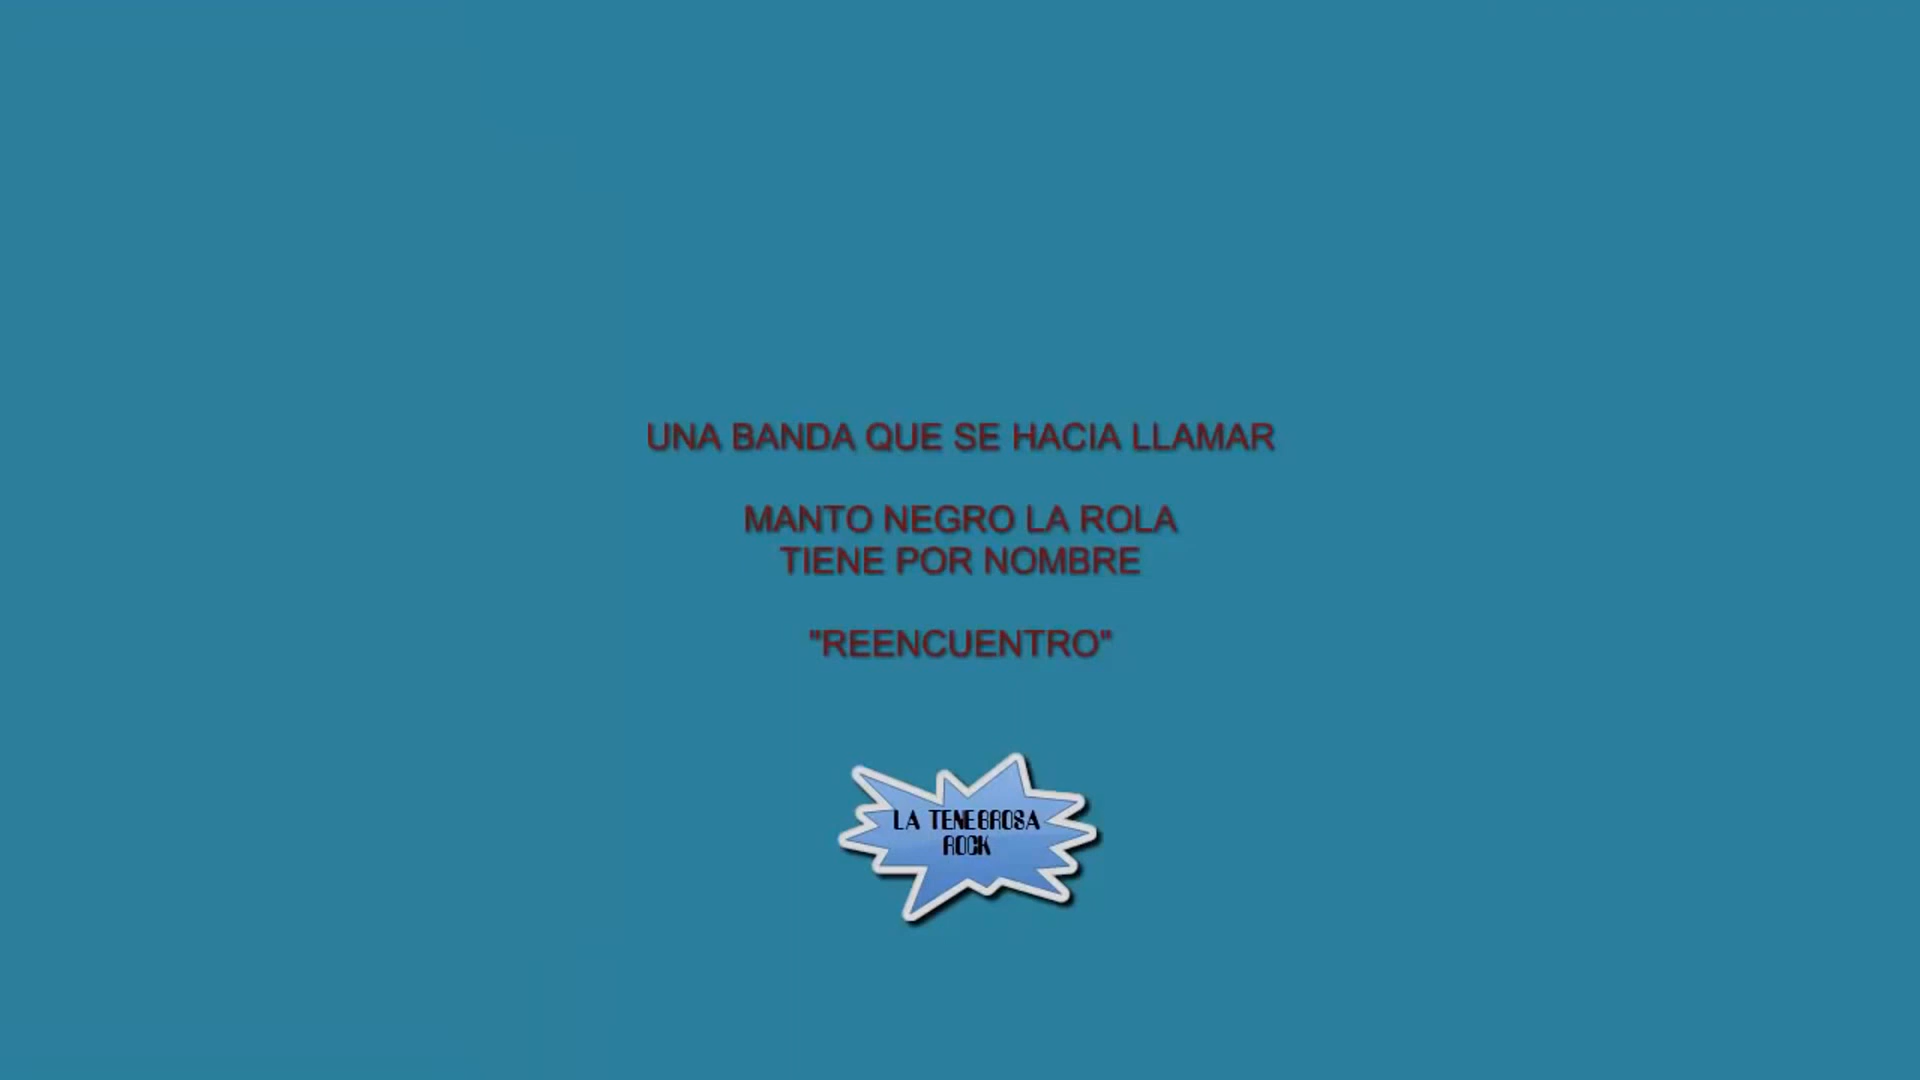 UNA BANDA QUE SE HACIA LLAMAR
MANTO NEGRO LA ROLA
TIENE POR NOMBRE
"REENCUENTRO"
LA TENEBROSA
ROCK